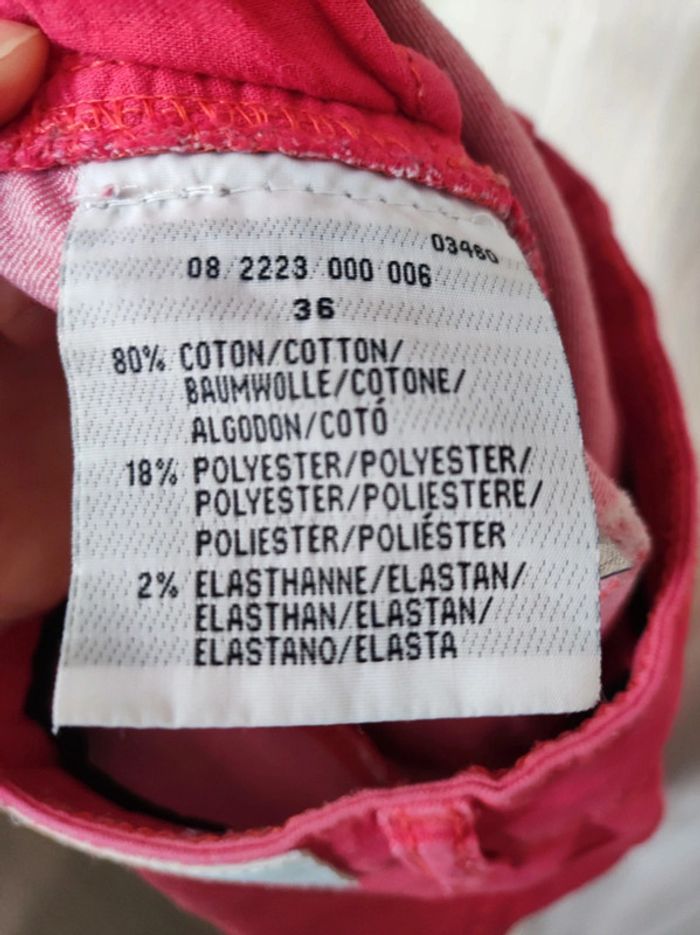 03460
08 2223 000 006
36
80% COTON/COTTON/
BAUMWOLLE/COTONE/
ALGODON/COTÓ
18% POLYESTER/POLYESTER/
POLYESTER/POLIESTERE/
POLIESTER/POLIÉSTER
2% ELASTHANNE/ELASTAN/
ELASTHAN/ELASTAN/
ELASTANO/ELASTA